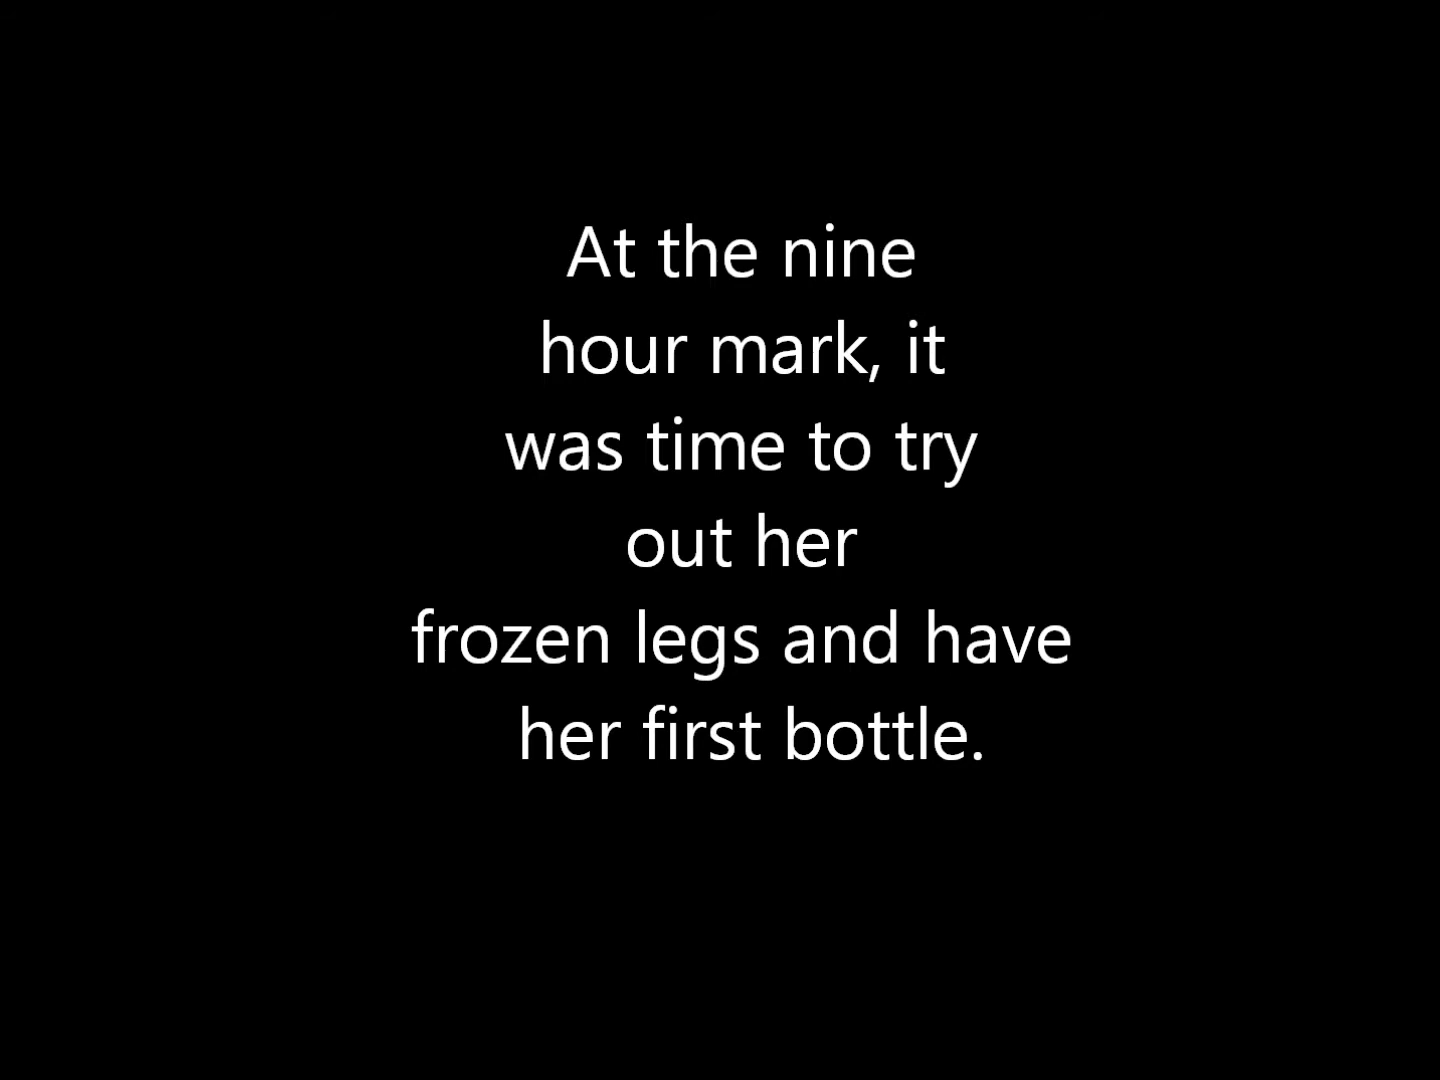 At the nine
hour mark, it
was time to try
out her
frozen legs and have
her first bottle.